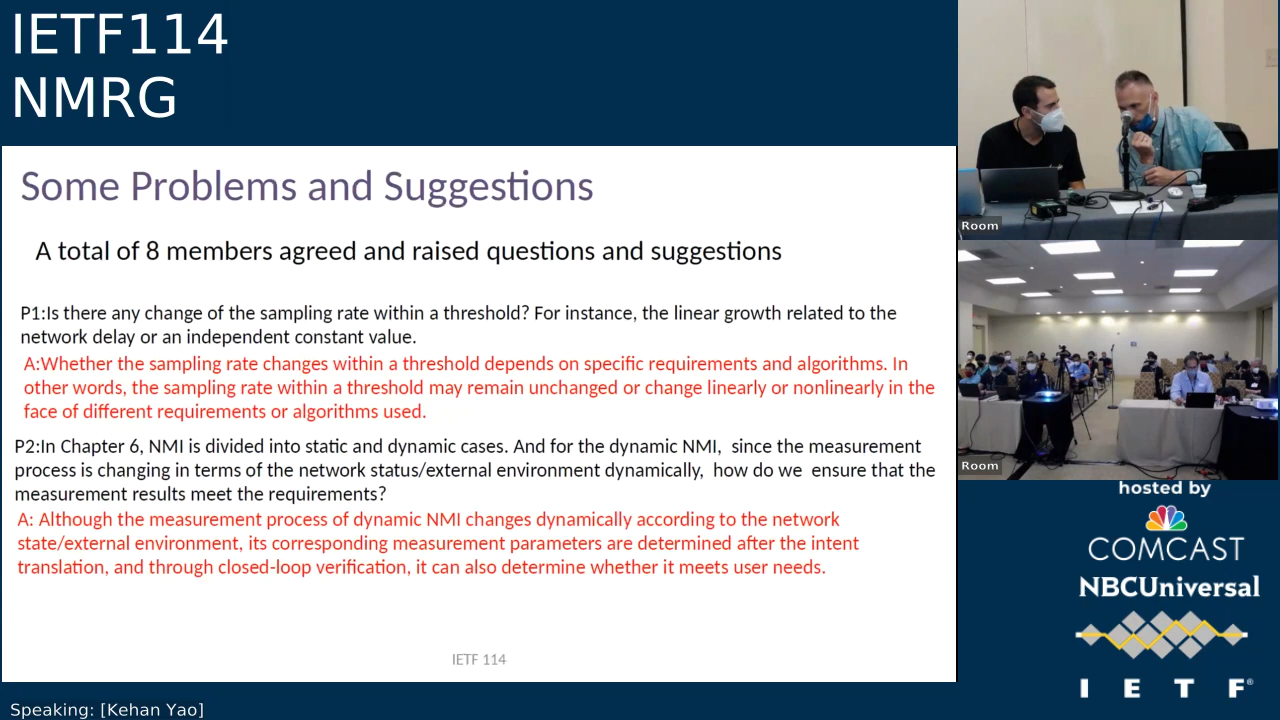 IETF114
NMRG
Some Problems and Suggestions
A total of 8 members agreed and raised questions and suggestions
P1:Is there any change of the sampling rate within a threshold? For instance, the linear growth related to the
network delay or an independent constant value.
A:Whether the sampling rate changes within a threshold depends on specific requirements and algorithms. In
other words, the sampling rate within a threshold may remain unchanged or change linearly or nonlinearly in the
face of different requirements or algorithms used.
P2:In Chapter 6, NMI is divided into static and dynamic cases. And for the dynamic NMI, since the measurement
process is changing in terms of the network status/external environment dynamically, how do we ensure that the
measurement results meet the requirements?
A: Although the measurement process of dynamic NMI changes dynamically according to the network
state/external environment, its corresponding measurement parameters are determined after the intent
translation, and through closed-loop verification, it can also determine whether it meets user needs.
IETF 114
Speaking: [Kehan Yao]
Room
Room
hosted by
COMCAST
NBCUniversal
I E T F®